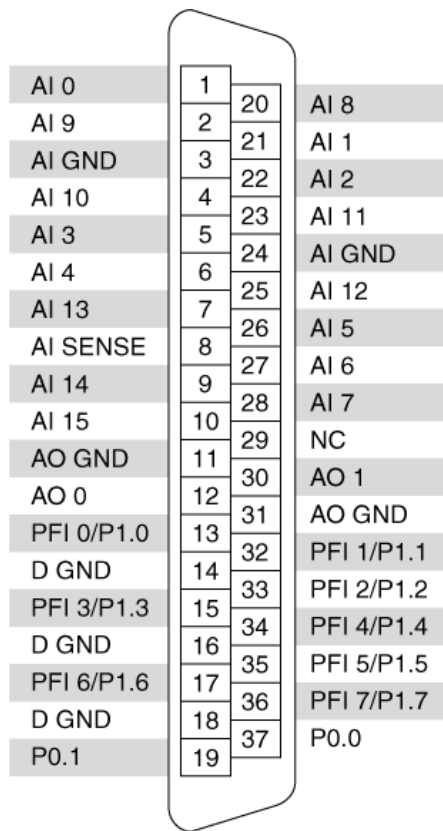 AI 0 1
20 AI 8
AI 9 2
21 AI 1
AI GND 3
22 AI 2
AI 10 4
23 AI 11
AI 3 5
24 AI GND
AI 4 6
25 AI 12
AI 13 7
26 AI 5
AI SENSE 8
27 AI 6
AI 14 9
28 AI 7
AI 15 10
29 NC
AO GND 11
30 AO 1
AO 0 12
31 AO GND
PFI 0/P1.0 13
32 PFI 1/P1.1
D GND 14
33 PFI 2/P1.2
PFI 3/P1.3 15
34 PFI 4/P1.4
D GND 16
35 PFI 5/P1.5
PFI 6/P1.6 17
36 PFI 7/P1.7
D GND 18
37 P0.0
P0.1 19